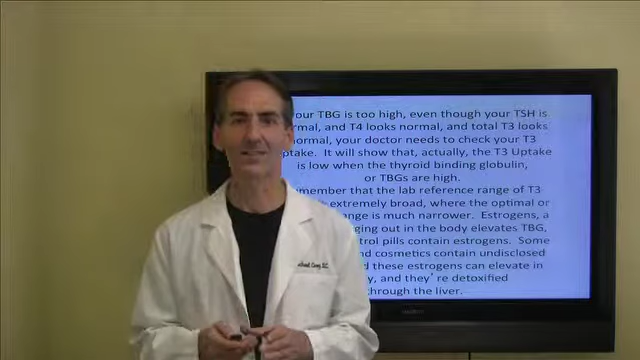 our TBG is too high, even though your TSH is
rmal, and T4 looks normal, and total T3 looks
normal, your doctor needs to check your T3
ptake. It will show that, actually, the T3 Uptake
is low when the thyroid binding globulin,
or TBGs are high.
member that the lab reference range of T3
extremely broad, where the optimal or
ange is much narrower. Estrogens, a
ging out in the body elevates TBG,
trol pills contain estrogens. Some
nd cosmetics contain undisclosed
d these estrogens can elevate in
y, and they're detoxified
through the liver.